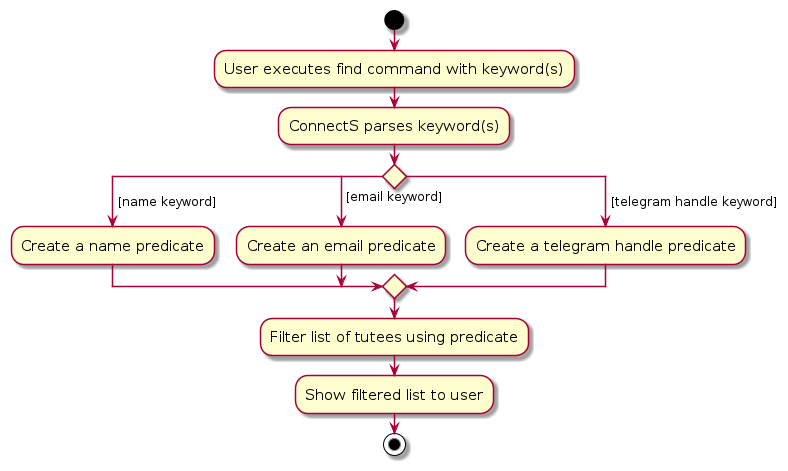 User executes find command with keyword(s)
ConnectS parses keyword(s)
[name keyword]
[email keyword]
[telegram handle keyword]
Create a name predicate
Create an email predicate
Create a telegram handle predicate
Filter list of tutees using predicate
Show filtered list to user